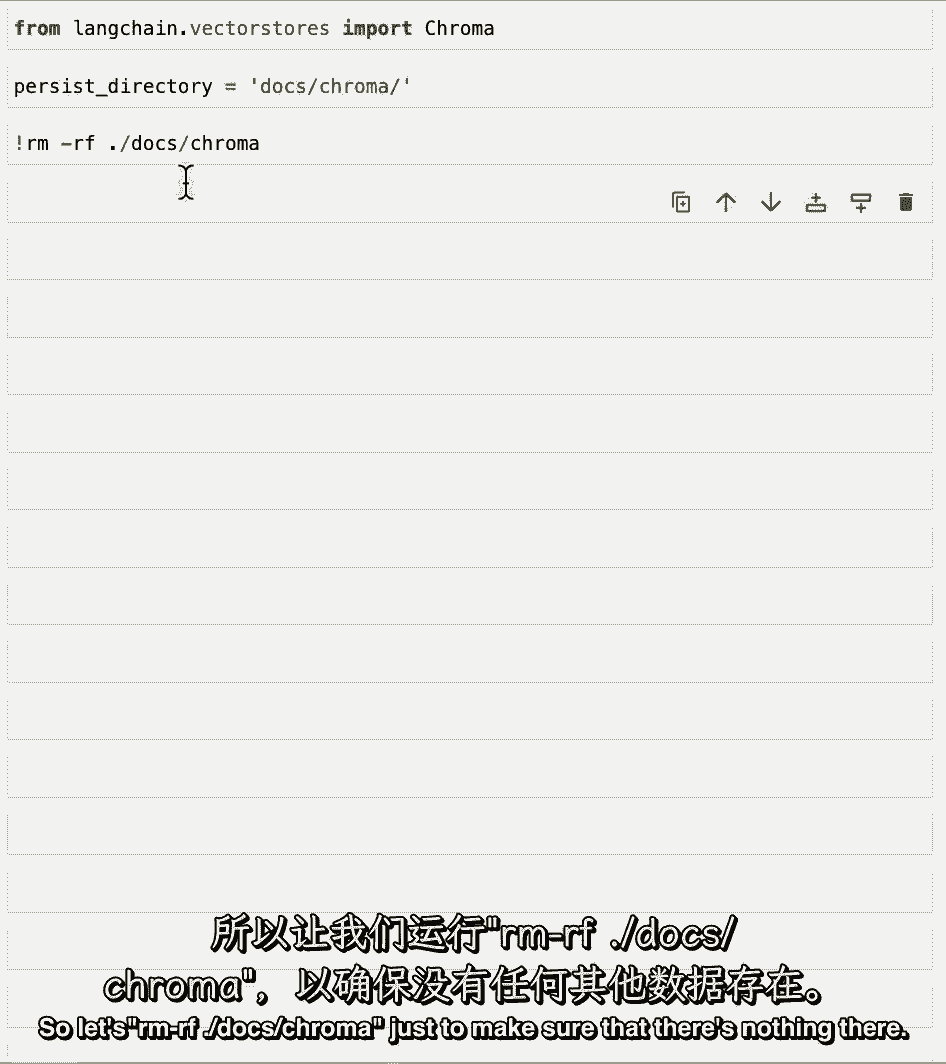 from langchain.vectorstores import Chroma
persist_directory = 'docs/chroma/'
!rm -rf ./docs/chroma
所以让我们运行"rm-rf ./docs/
chroma"，以确保没有任何其他数据存在。
So let's"rm-rf ./docs/chroma" just to make sure that there's nothing there.